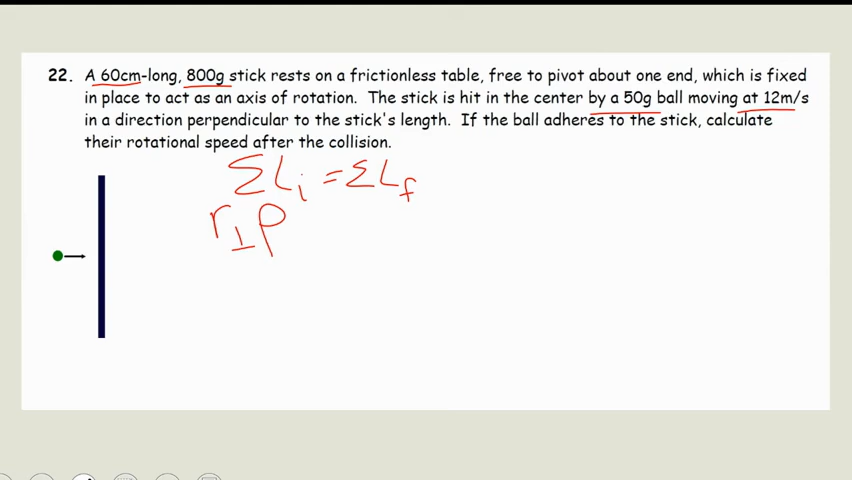 22. A 60cm-long, 800g stick rests on a frictionless table, free to pivot about one end, which is fixed
in place to act as an axis of rotation. The stick is hit in the center by a 50g ball moving at 12m/s
in a direction perpendicular to the stick's length. If the ball adheres to the stick, calculate
their rotational speed after the collision.
ΣLᵢ = ΣL_f
r⊥p